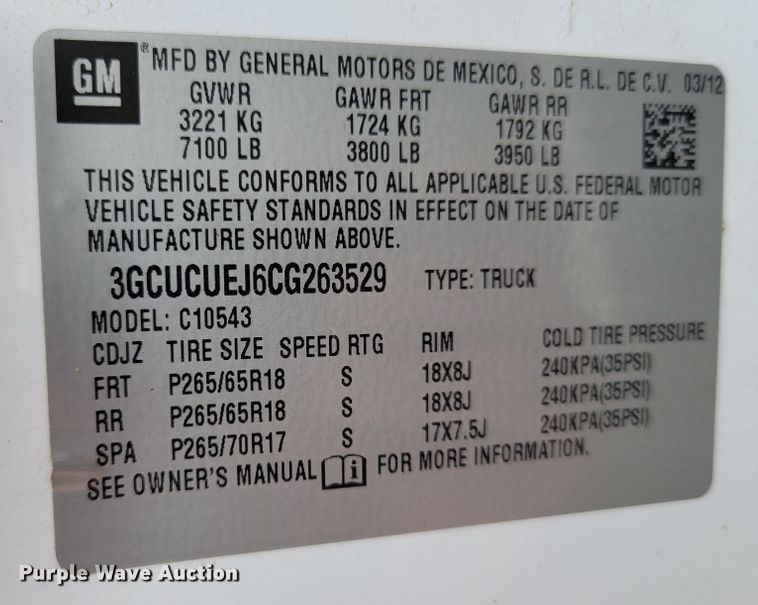 GM
® MFD BY GENERAL MOTORS DE MEXICO, S. DE R.L. DE C.V. 03/12
GVWR GAWR FRT GAWR RR
3221 KG 1724 KG 1792 KG
7100 LB 3800 LB 3950 LB
THIS VEHICLE CONFORMS TO ALL APPLICABLE U.S. FEDERAL MOTOR
VEHICLE SAFETY STANDARDS IN EFFECT ON THE DATE OF
MANUFACTURE SHOWN ABOVE.
3GCUCUEJ6CG263529 TYPE: TRUCK
MODEL: C10543
CDJZ TIRE SIZE SPEED RTG RIM COLD TIRE PRESSURE
FRT P265/65R18 S 18X8J 240KPA(35PSI)
RR P265/65R18 S 18X8J 240KPA(35PSI)
SPA P265/70R17 S 17X7.5J 240KPA(35PSI)
SEE OWNER'S MANUAL i FOR MORE INFORMATION.
Purple Wave Auction